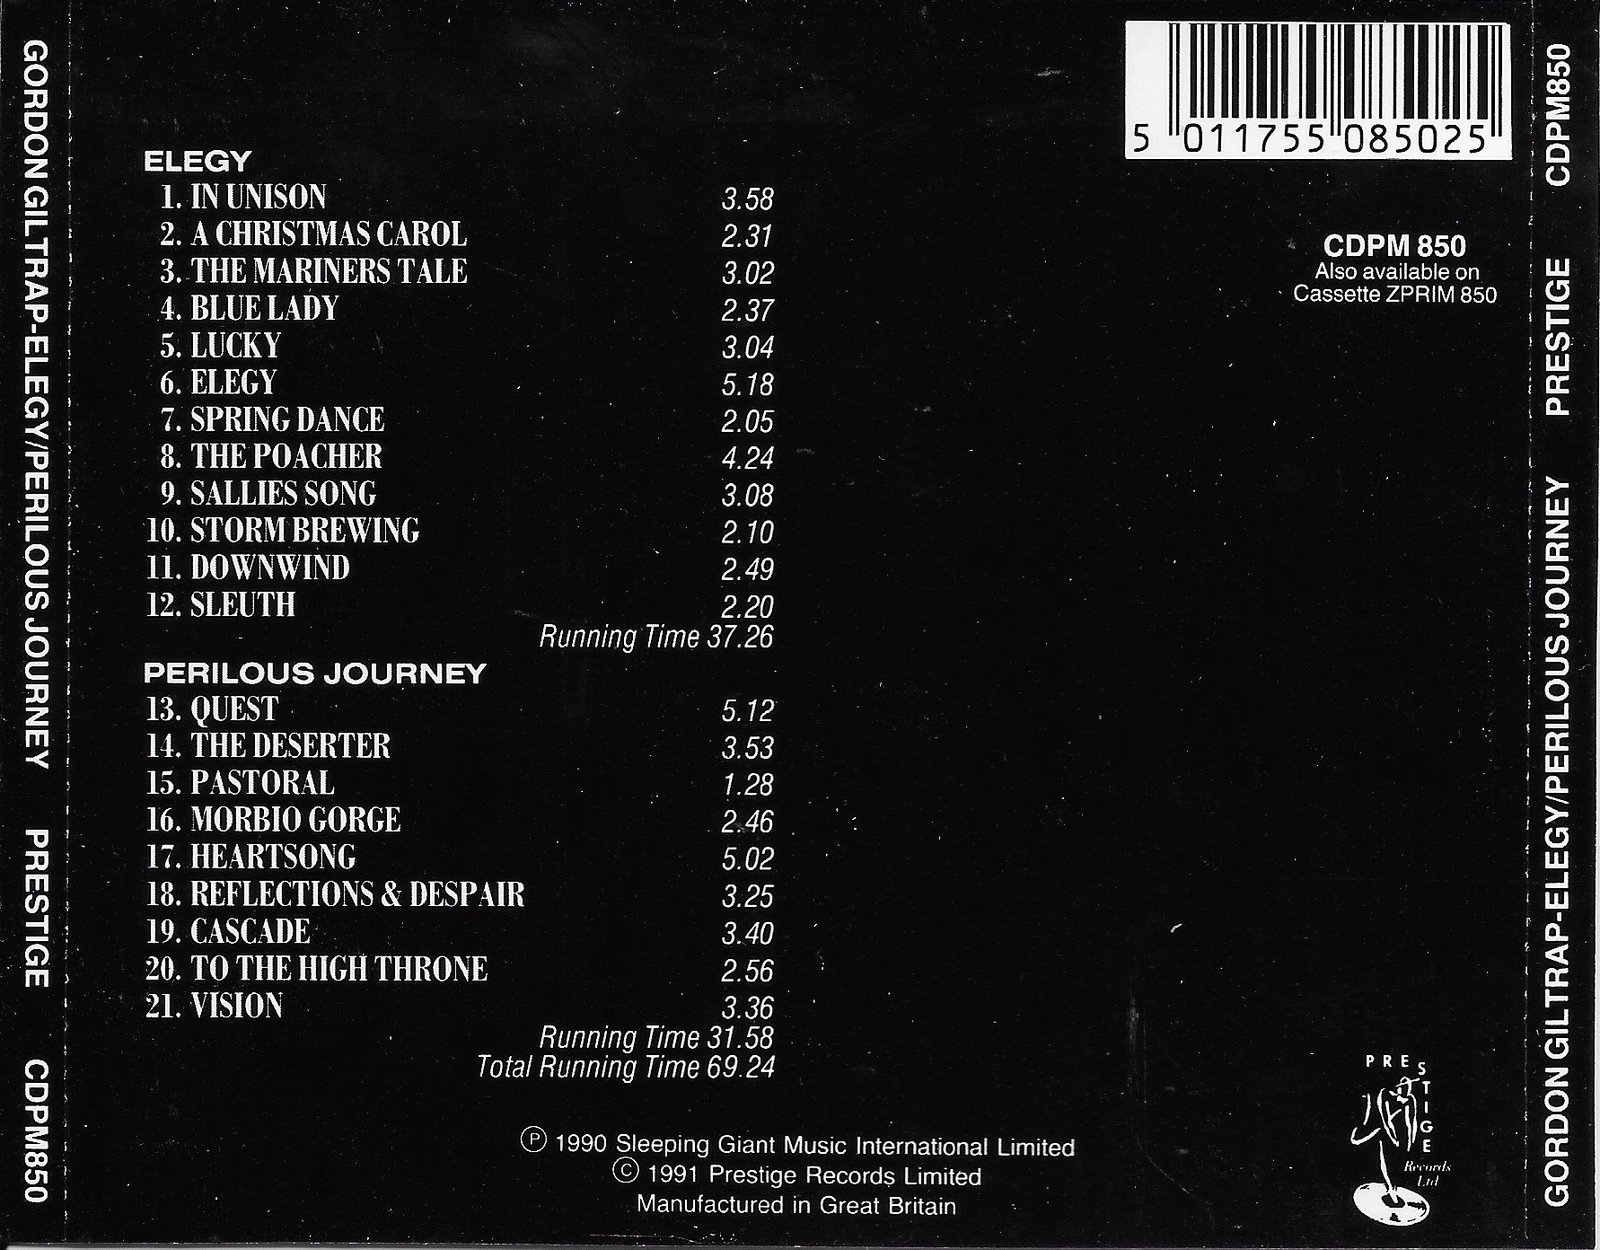 GORDON GILTRAP-ELEGY/PERILOUS JOURNEY PRESTIGE CDPM850
5 011755 085025
CDPM 850
Also available on
Cassette ZPRIM 850
ELEGY
1. IN UNISON 3.58
2. A CHRISTMAS CAROL 2.31
3. THE MARINERS TALE 3.02
4. BLUE LADY 2.37
5. LUCKY 3.04
6. ELEGY 5.18
7. SPRING DANCE 2.05
8. THE POACHER 4.24
9. SALLIES SONG 3.08
10. STORM BREWING 2.10
11. DOWNWIND 2.49
12. SLEUTH 2.20
Running Time 37.26
PERILOUS JOURNEY
13. QUEST 5.12
14. THE DESERTER 3.53
15. PASTORAL 1.28
16. MORBIO GORGE 2.46
17. HEARTSONG 5.02
18. REFLECTIONS & DESPAIR 3.25
19. CASCADE 3.40
20. TO THE HIGH THRONE 2.56
21. VISION 3.36
Running Time 31.58
Total Running Time 69.24
Ⓟ 1990 Sleeping Giant Music International Limited
© 1991 Prestige Records Limited
Manufactured in Great Britain
PRESTIGE
Records
Ltd
GORDON GILTRAP-ELEGY/PERILOUS JOURNEY PRESTIGE CDPM850